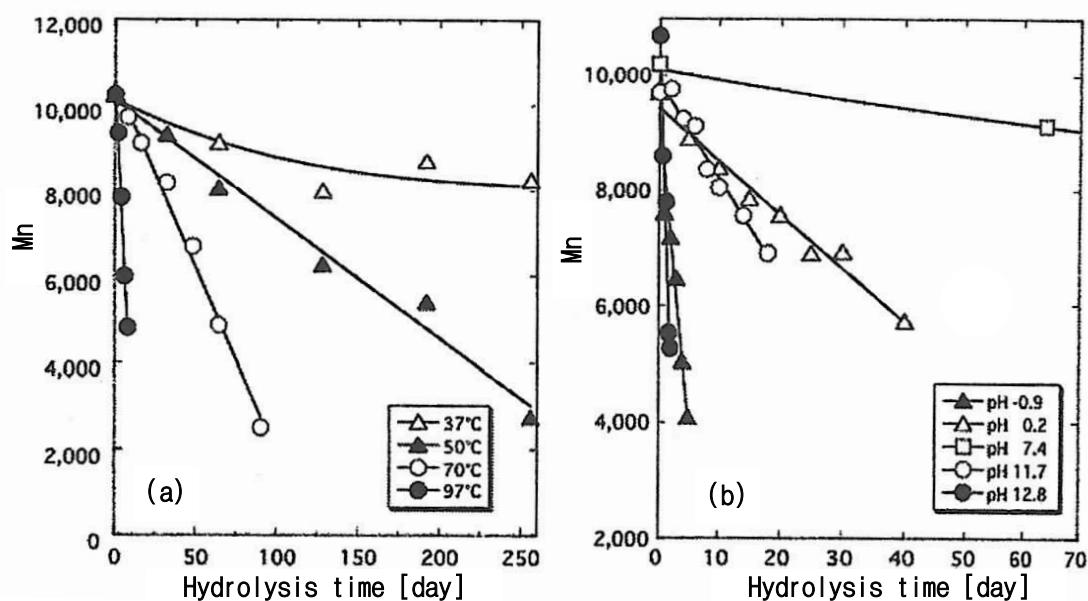 12,000
10,000
8,000
6,000
4,000
2,000
0
Mn
0 50 100 150 200 250
Hydrolysis time [day]
(a)
37°C
50°C
70°C
97°C
10,000
8,000
6,000
4,000
2,000
Mn
0 10 20 30 40 50 60 70
Hydrolysis time [day]
(b)
pH -0.9
pH 0.2
pH 7.4
pH 11.7
pH 12.8